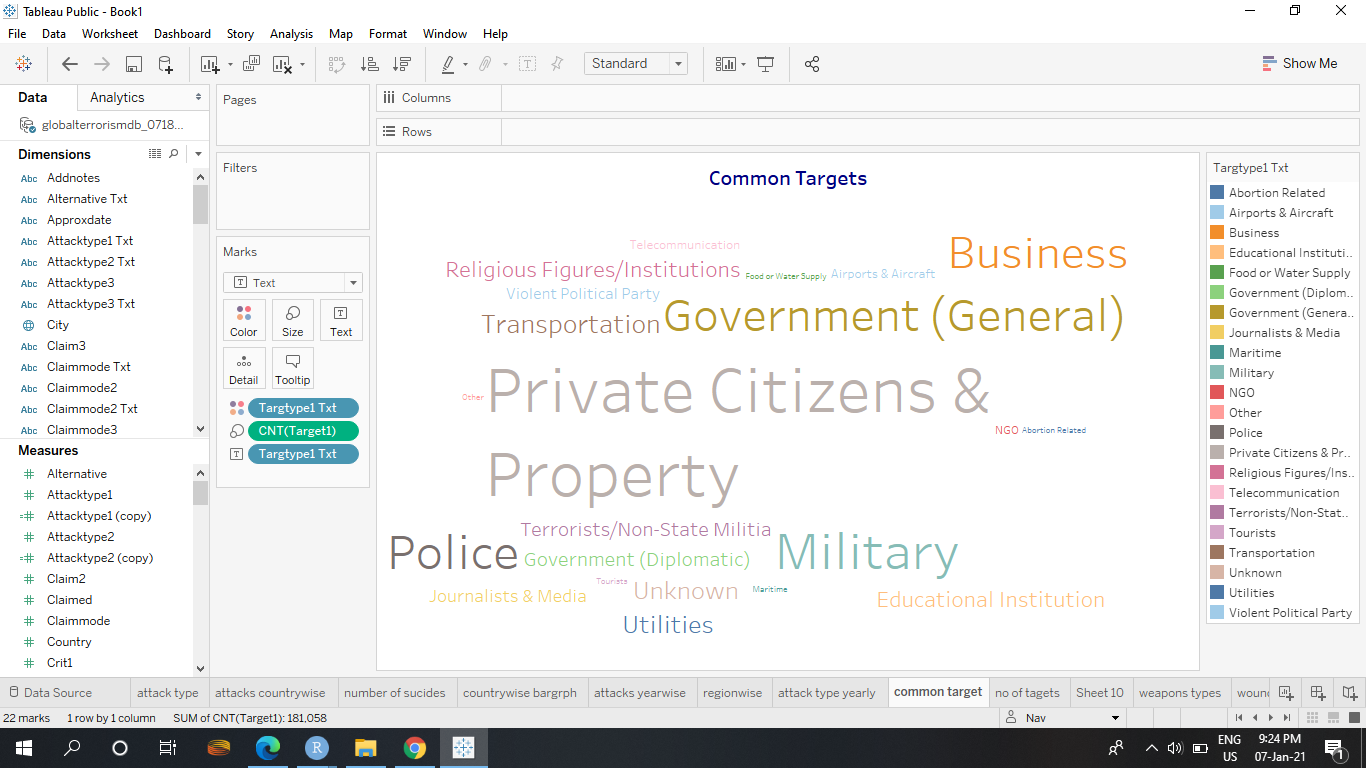 Tableau Public - Book1
File Data Worksheet Dashboard Story Analysis Map Format Window Help
Standard
Show Me
Data Analytics
globalterrorismdb_0718...
Dimensions
Abc Addnotes
Abc Alternative Txt
Abc Approxdate
Abc Attacktype1 Txt
Abc Attacktype2 Txt
Abc Attacktype3
Abc Attacktype3 Txt
City
Abc Claim3
Abc Claimmode Txt
Abc Claimmode2
Abc Claimmode2 Txt
Abc Claimmode3
Measures
# Alternative
# Attacktype1
=# Attacktype1 (copy)
# Attacktype2
=# Attacktype2 (copy)
# Claim2
# Claimed
# Claimmode
# Country
# Crit1
Pages
Filters
Marks
T Text
Color Size T Text
Detail Tooltip
Targtype1 Txt
CNT(Target1)
T Targtype1 Txt
Columns
Rows
Common Targets
Telecommunication
Business
Religious Figures/Institutions
Food or Water Supply
Airports & Aircraft
Violent Political Party
Transportation
Government (General)
Other
Private Citizens &
Property
NGO
Abortion Related
Terrorists/Non-State Militia
Police
Government (Diplomatic)
Military
Tourists
Journalists & Media
Unknown
Maritime
Educational Institution
Utilities
Targtype1 Txt
Abortion Related
Airports & Aircraft
Business
Educational Instituti..
Food or Water Supply
Government (Diplom..
Government (Genera..
Journalists & Media
Maritime
Military
NGO
Other
Police
Private Citizens & Pr..
Religious Figures/Ins..
Telecommunication
Terrorists/Non-Stat..
Tourists
Transportation
Unknown
Utilities
Violent Political Party
Data Source attack type attacks countrywise number of sucides countrywise bargrph attacks yearwise regionwise attack type yearly common target no of tagets Sheet 10 weapons types woun
22 marks 1 row by 1 column SUM of CNT(Target1): 181,058 Nav
R
ENG 9:24 PM
US 07-Jan-21
1